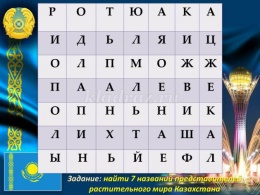 Р О Т Ю А К А
И Д Ь Л Я И Ц
О Л П М О Ж Ж
П А А Л Е В Е
О П Н Ь Н И К
Л И Х Т А Ш А
Ы Н Ь Й Е Ф Л
Задание: найти 7 названий представителей
растительного мира Казахстана